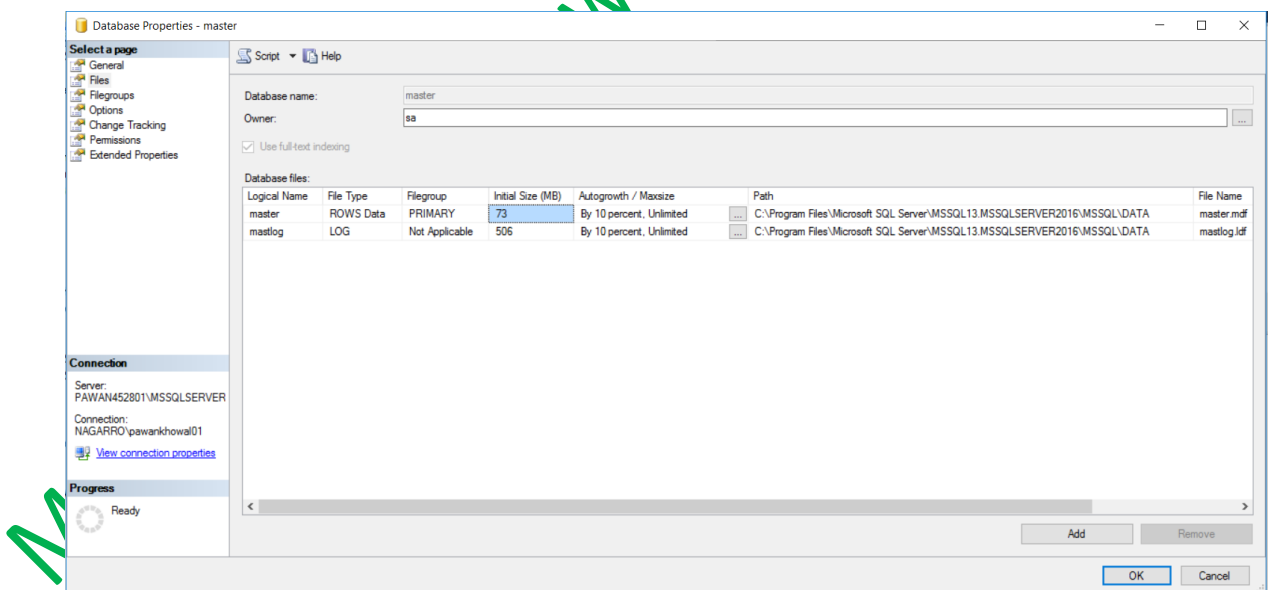 Database Properties - master
Select a page
General
Files
Filegroups
Options
Change Tracking
Permissions
Extended Properties
Script Help
Database name: master
Owner: sa ...
Use full-text indexing
Database files:
Logical Name File Type Filegroup Initial Size (MB) Autogrowth / Maxsize Path File Name
master ROWS Data PRIMARY 73 By 10 percent, Unlimited ... C:\Program Files\Microsoft SQL Server\MSSQL13.MSSQLSERVER2016\MSSQL\DATA master.mdf
mastlog LOG Not Applicable 506 By 10 percent, Unlimited ... C:\Program Files\Microsoft SQL Server\MSSQL13.MSSQLSERVER2016\MSSQL\DATA mastlog.ldf
Connection
Server:
PAWAN452801\MSSQLSERVER
Connection:
NAGARRO\pawankhowal01
View connection properties
Progress
Ready
Add Remove
OK Cancel